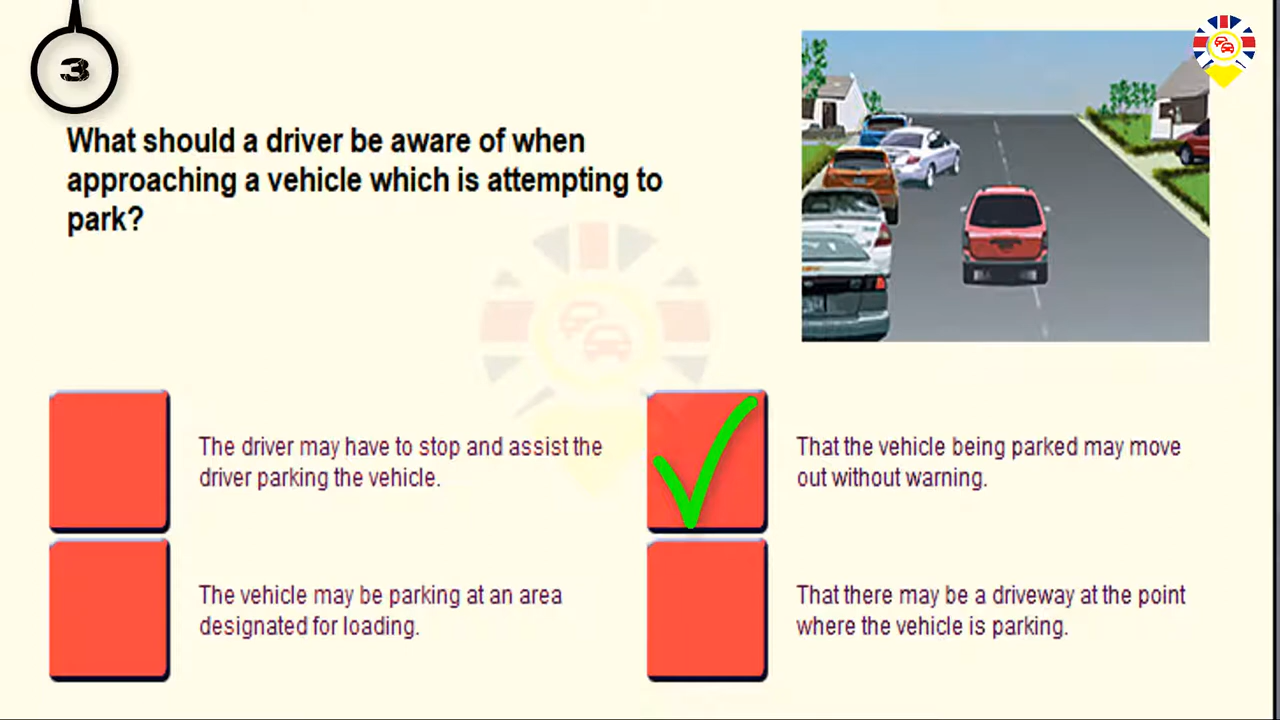 3
What should a driver be aware of when
approaching a vehicle which is attempting to
park?
The driver may have to stop and assist the
driver parking the vehicle.
That the vehicle being parked may move
out without warning.
The vehicle may be parking at an area
designated for loading.
That there may be a driveway at the point
where the vehicle is parking.